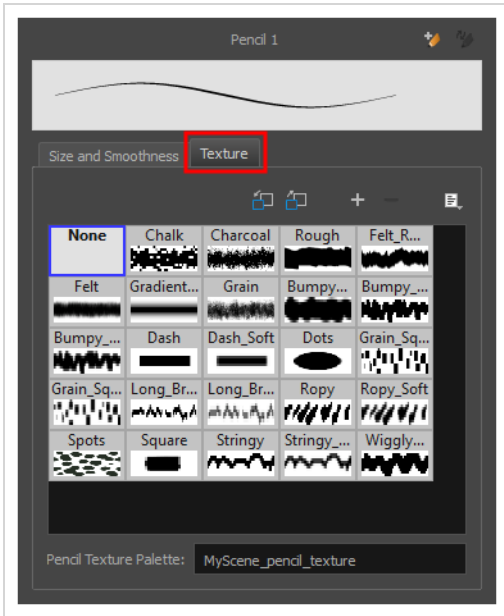 Pencil 1
Size and Smoothness Texture
None Chalk Charcoal Rough Felt_R...
Felt Gradient... Grain Bumpy... Bumpy_...
Bumpy_... Dash Dash_Soft Dots Grain_Sq...
Grain_Sq... Long_Br... Long_Br... Ropy Ropy_Soft
Spots Square Stringy Stringy_... Wiggly...
Pencil Texture Palette: MyScene_pencil_texture